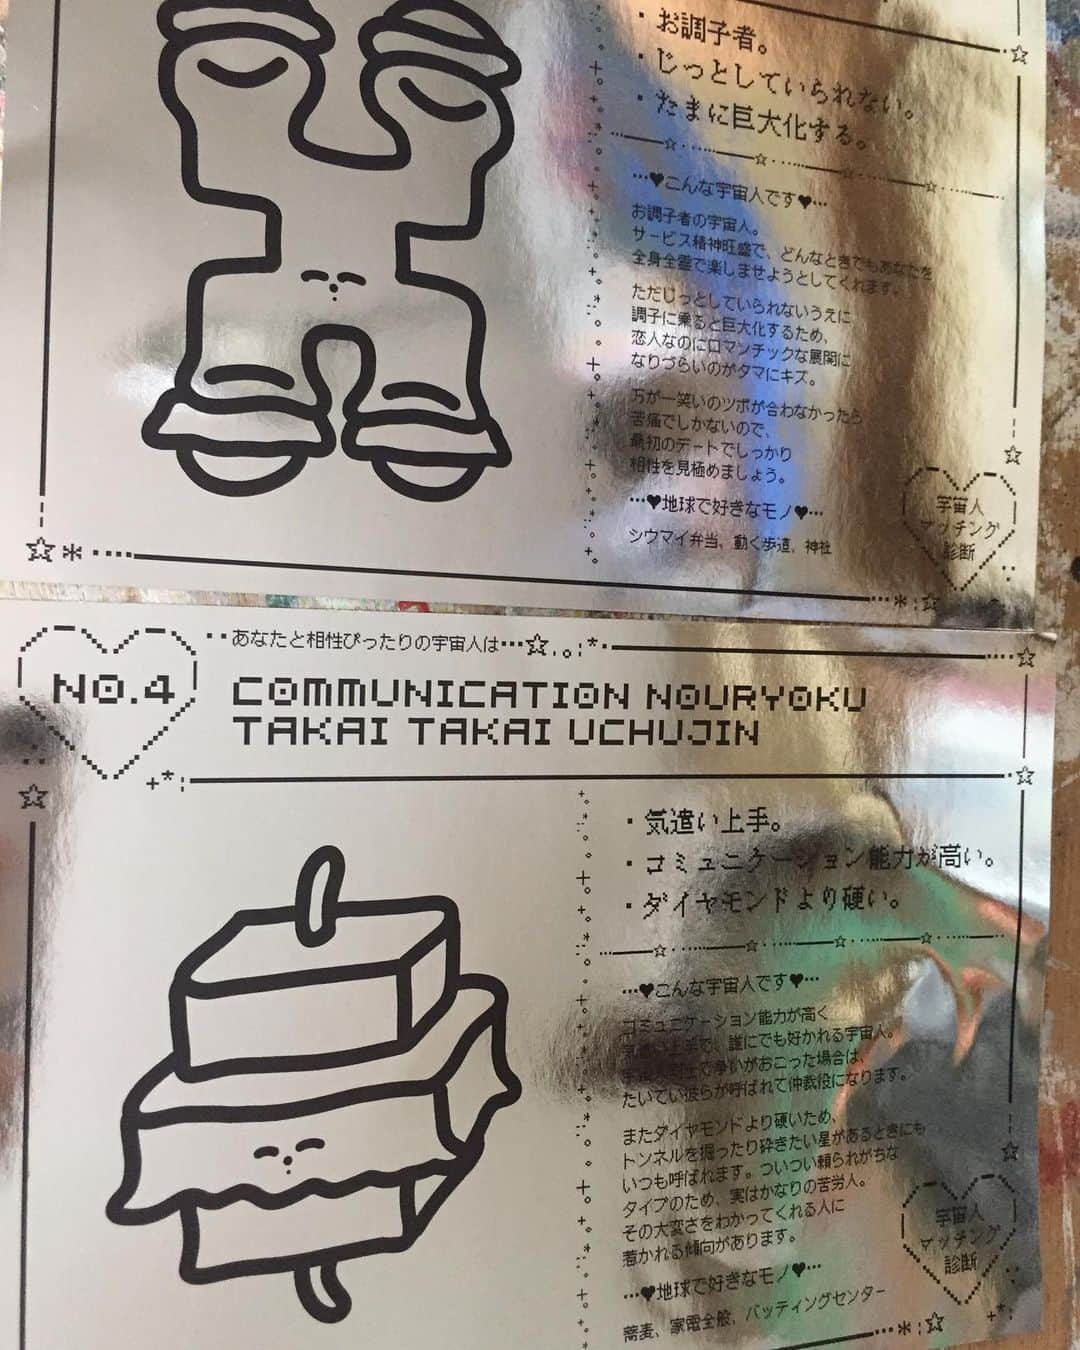 ・お調子者。
・じっとしていられない。
・たまに巨大化する。
…♥こんな宇宙人です♥…
お調子者の宇宙人。
サービス精神旺盛で、どんなときでもあなたを
全身全霊で楽しませようとしてくれます。
ただじっとしていられないうえに
調子に乗ると巨大化するため、
恋人なのにロマンチックな展開に
なりづらいのがタマにキズ。
万が一笑いのツボが合わなかったら
苦痛でしかないので、
最初のデートでしっかり
相性を見極めましょう。
…♥地球で好きなモノ♥…
シウマイ弁当、動く歩道、神社
宇宙人
マッチング
診断
あなたと相性ぴったりの宇宙人は…
NO.4
COMMUNICATION NOURYOKU
TAKAI TAKAI UCHUJIN
・気遣い上手。
・コミュニケーション能力が高い。
・ダイヤモンドより硬い。
…♥こんな宇宙人です♥…
コミュニケーション能力が高く
気遣い上手で、誰にでも好かれる宇宙人。
宇宙人同士で争いがおこった場合は、
たいてい彼らが呼ばれて仲裁役になります。
またダイヤモンドより硬いため、
トンネルを掘ったり砕きたい星があるときにも
いつも呼ばれます。ついつい頼られがちな
タイプのため、実はかなりの苦労人。
その大変さをわかってくれる人に
惹かれる傾向があります。
…♥地球で好きなモノ♥…
蕎麦、家電全般、バッティングセンター
宇宙人
マッチング
診断